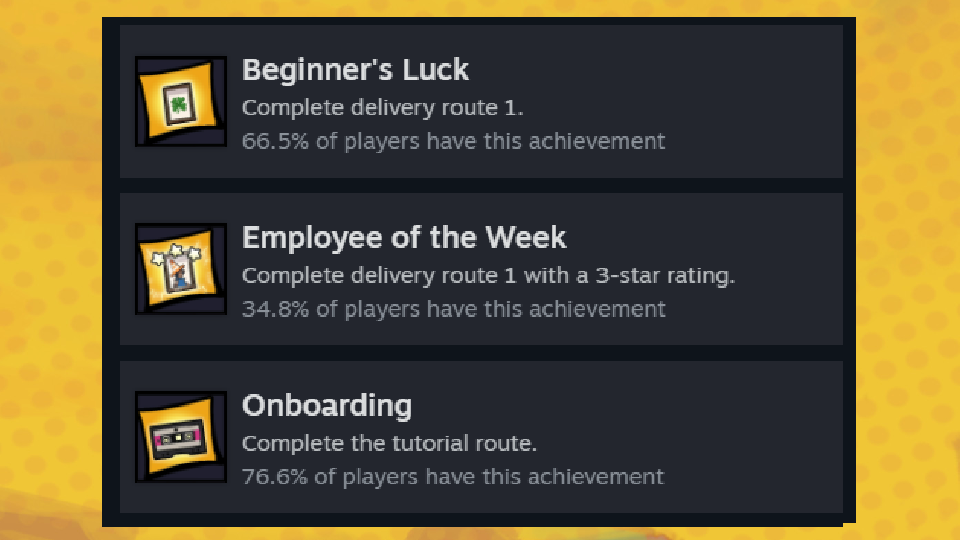 Beginner's Luck
Complete delivery route 1.
66.5% of players have this achievement
Employee of the Week
Complete delivery route 1 with a 3-star rating.
34.8% of players have this achievement
Onboarding
Complete the tutorial route.
76.6% of players have this achievement